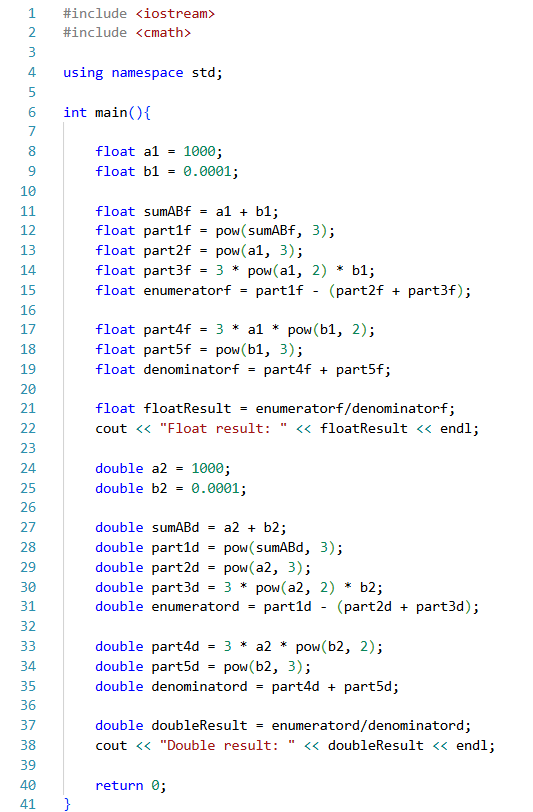 1 #include <iostream>
2 #include <cmath>
3
4 using namespace std;
5
6 int main(){
7
8     float a1 = 1000;
9     float b1 = 0.0001;
10
11     float sumABf = a1 + b1;
12     float part1f = pow(sumABf, 3);
13     float part2f = pow(a1, 3);
14     float part3f = 3 * pow(a1, 2) * b1;
15     float enumeratorf = part1f - (part2f + part3f);
16
17     float part4f = 3 * a1 * pow(b1, 2);
18     float part5f = pow(b1, 3);
19     float denominatorf = part4f + part5f;
20
21     float floatResult = enumeratorf/denominatorf;
22     cout << "Float result: " << floatResult << endl;
23
24     double a2 = 1000;
25     double b2 = 0.0001;
26
27     double sumABd = a2 + b2;
28     double part1d = pow(sumABd, 3);
29     double part2d = pow(a2, 3);
30     double part3d = 3 * pow(a2, 2) * b2;
31     double enumeratord = part1d - (part2d + part3d);
32
33     double part4d = 3 * a2 * pow(b2, 2);
34     double part5d = pow(b2, 3);
35     double denominatord = part4d + part5d;
36
37     double doubleResult = enumeratord/denominatord;
38     cout << "Double result: " << doubleResult << endl;
39
40     return 0;
41 }